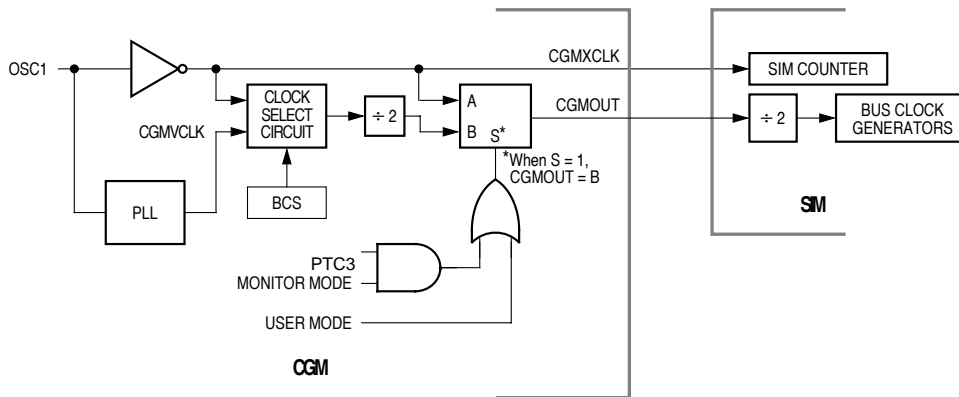 CGMXCLK
OSC1
SIM COUNTER
CLOCK
SELECT
CIRCUIT
A
CGMOUT
÷ 2
÷ 2
BUS CLOCK
GENERATORS
CGMVCLK
B
S*
*When S = 1,
CGMOUT = B
PLL
BCS
SIM
PTC3
MONITOR MODE
USER MODE
CGM